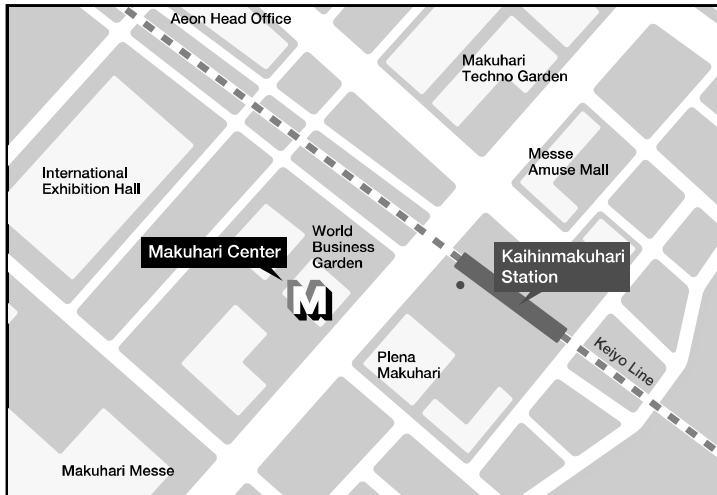 Aeon Head Office
Makuhari
Techno Garden
Messe
Amuse Mall
International
Exhibition Hall
World
Business
Garden
Makuhari Center
Kaihinmakuhari
Station
M
Keiyo Line
Plena
Makuhari
Makuhari Messe